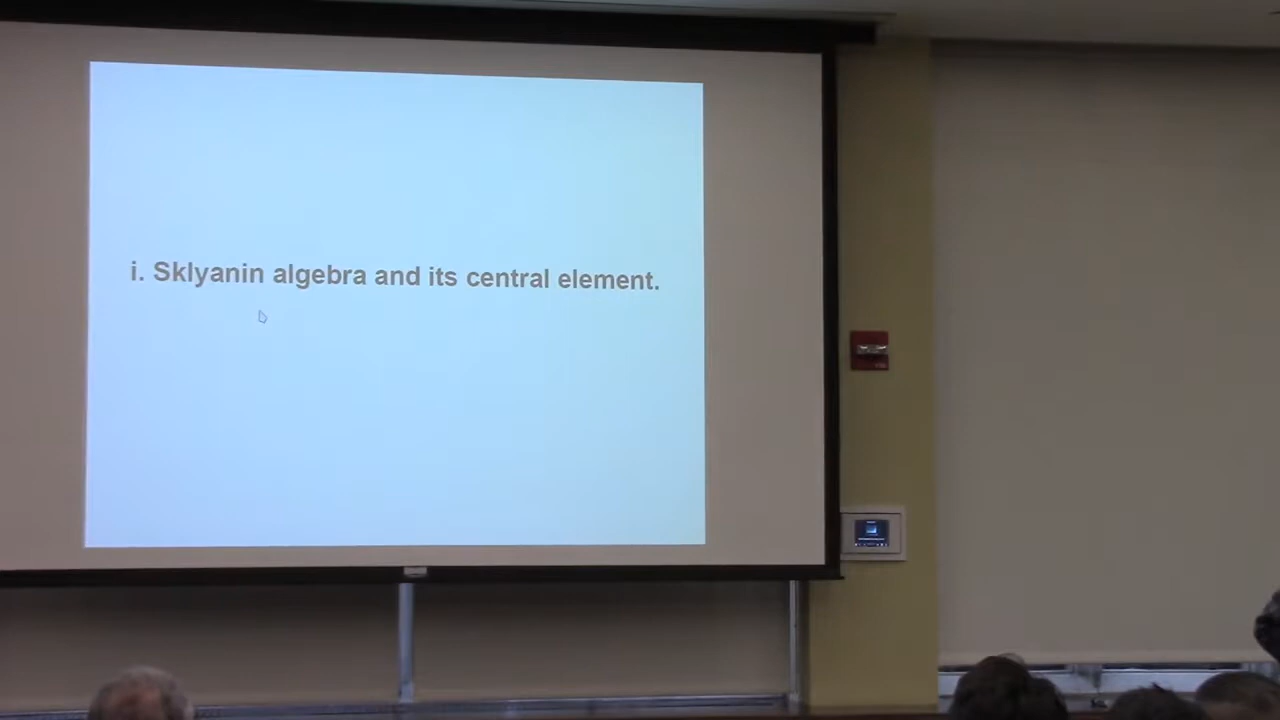 i. Sklyanin algebra and its central element.